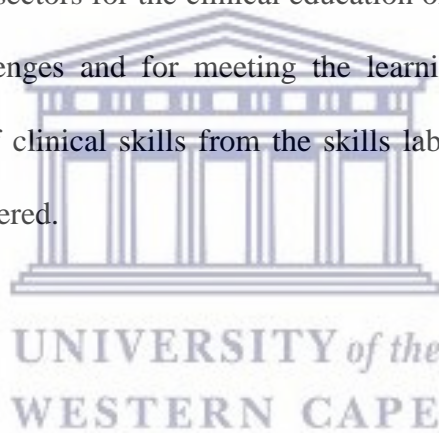 sectors for the clinical education o
enges and for meeting the learni
f clinical skills from the skills lab
ered.
UNIVERSITY of the
WESTERN CAPE